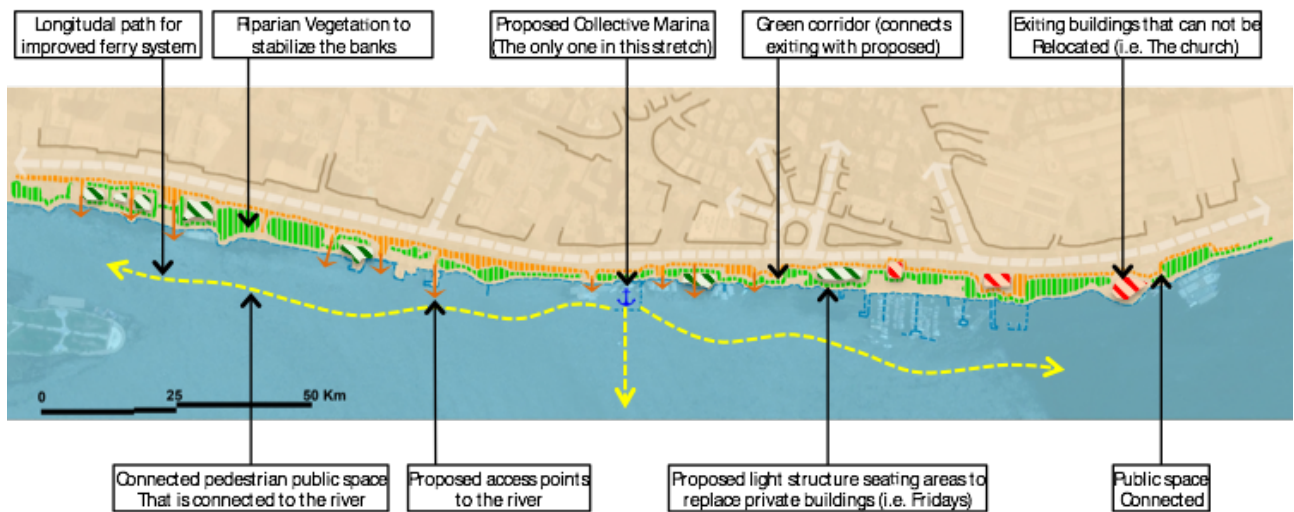 Longitudal path for
improved ferry system
Riparian Vegetation to
stabilize the banks
Proposed Collective Marina
(The only one in this stretch)
Green corridor (connects
exiting with proposed)
Exiting buildings that can not be
Relocated (i.e. The church)
0 25 50 Km
Connected pedestrian public space
That is connected to the river
Proposed access points
to the river
Proposed light structure seating areas to
replace private buildings (i.e. Fridays)
Public space
Connected